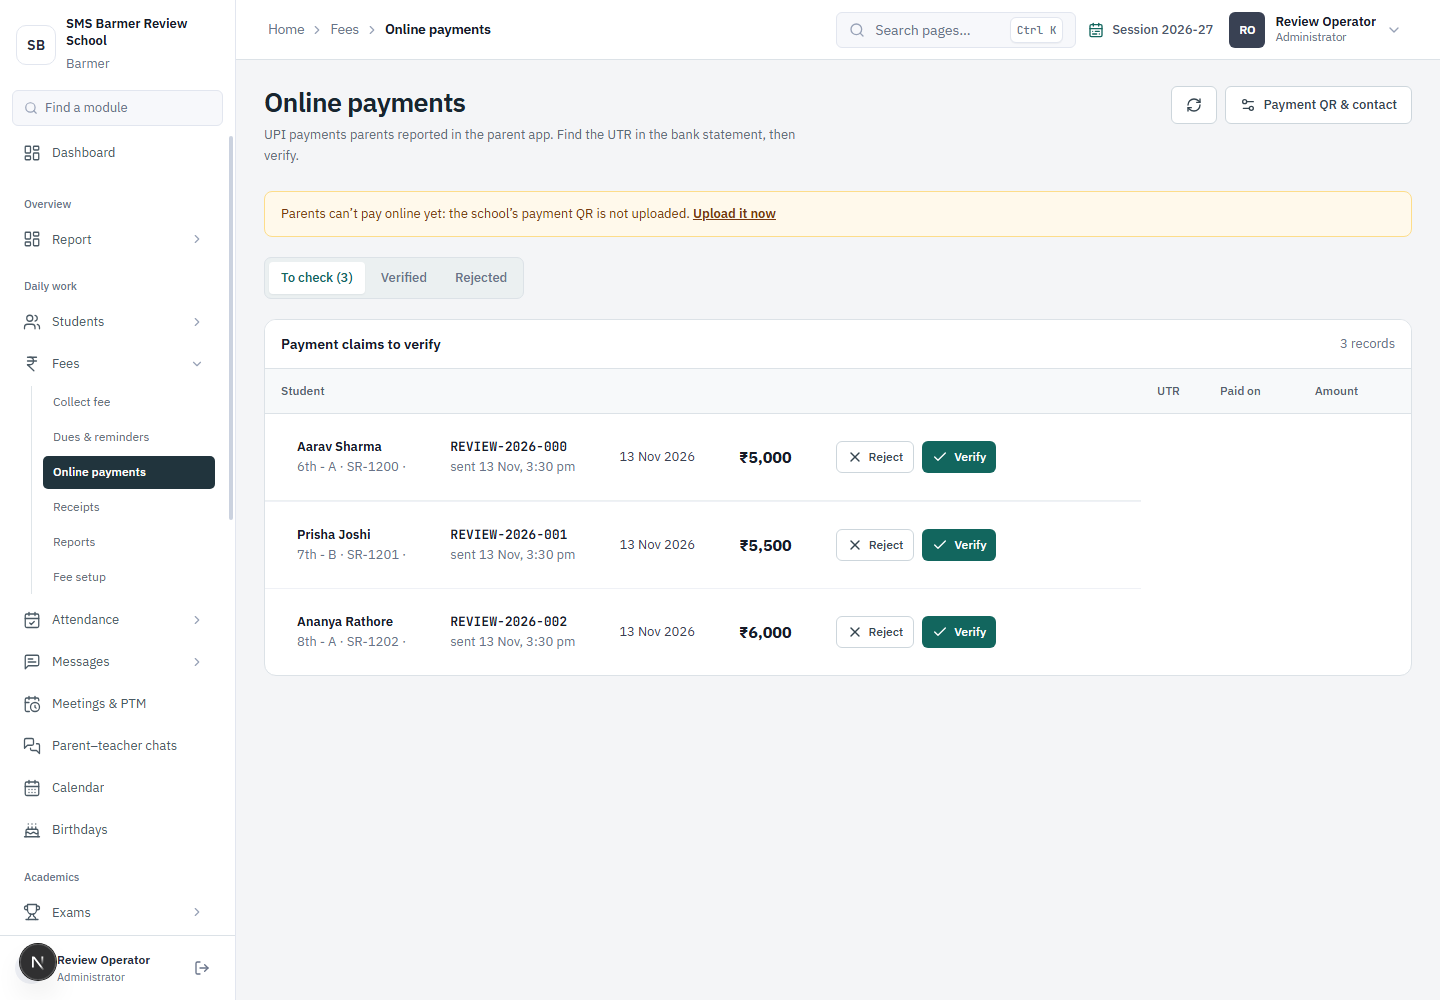 SMS Barmer Review School
Barmer
SB
Find a module
Dashboard
Overview
Report
Daily work
Students
Fees
Collect fee
Dues & reminders
Online payments
Receipts
Reports
Fee setup
Attendance
Messages
Meetings & PTM
Parent–teacher chats
Calendar
Birthdays
Academics
Exams
N
Review Operator
Administrator
Home
Fees
Online payments
Search pages...
Ctrl K
Session 2026-27
RO
Review Operator
Administrator
Online payments
UPI payments parents reported in the parent app. Find the UTR in the bank statement, then
verify.
Payment QR & contact
Parents can’t pay online yet: the school’s payment QR is not uploaded. Upload it now
To check (3)
Verified
Rejected
Payment claims to verify
3 records
Student
UTR
Paid on
Amount
Aarav Sharma
6th - A · SR-1200 ·
REVIEW-2026-000
sent 13 Nov, 3:30 pm
13 Nov 2026
₹5,000
Reject
Verify
Prisha Joshi
7th - B · SR-1201 ·
REVIEW-2026-001
sent 13 Nov, 3:30 pm
13 Nov 2026
₹5,500
Reject
Verify
Ananya Rathore
8th - A · SR-1202 ·
REVIEW-2026-002
sent 13 Nov, 3:30 pm
13 Nov 2026
₹6,000
Reject
Verify